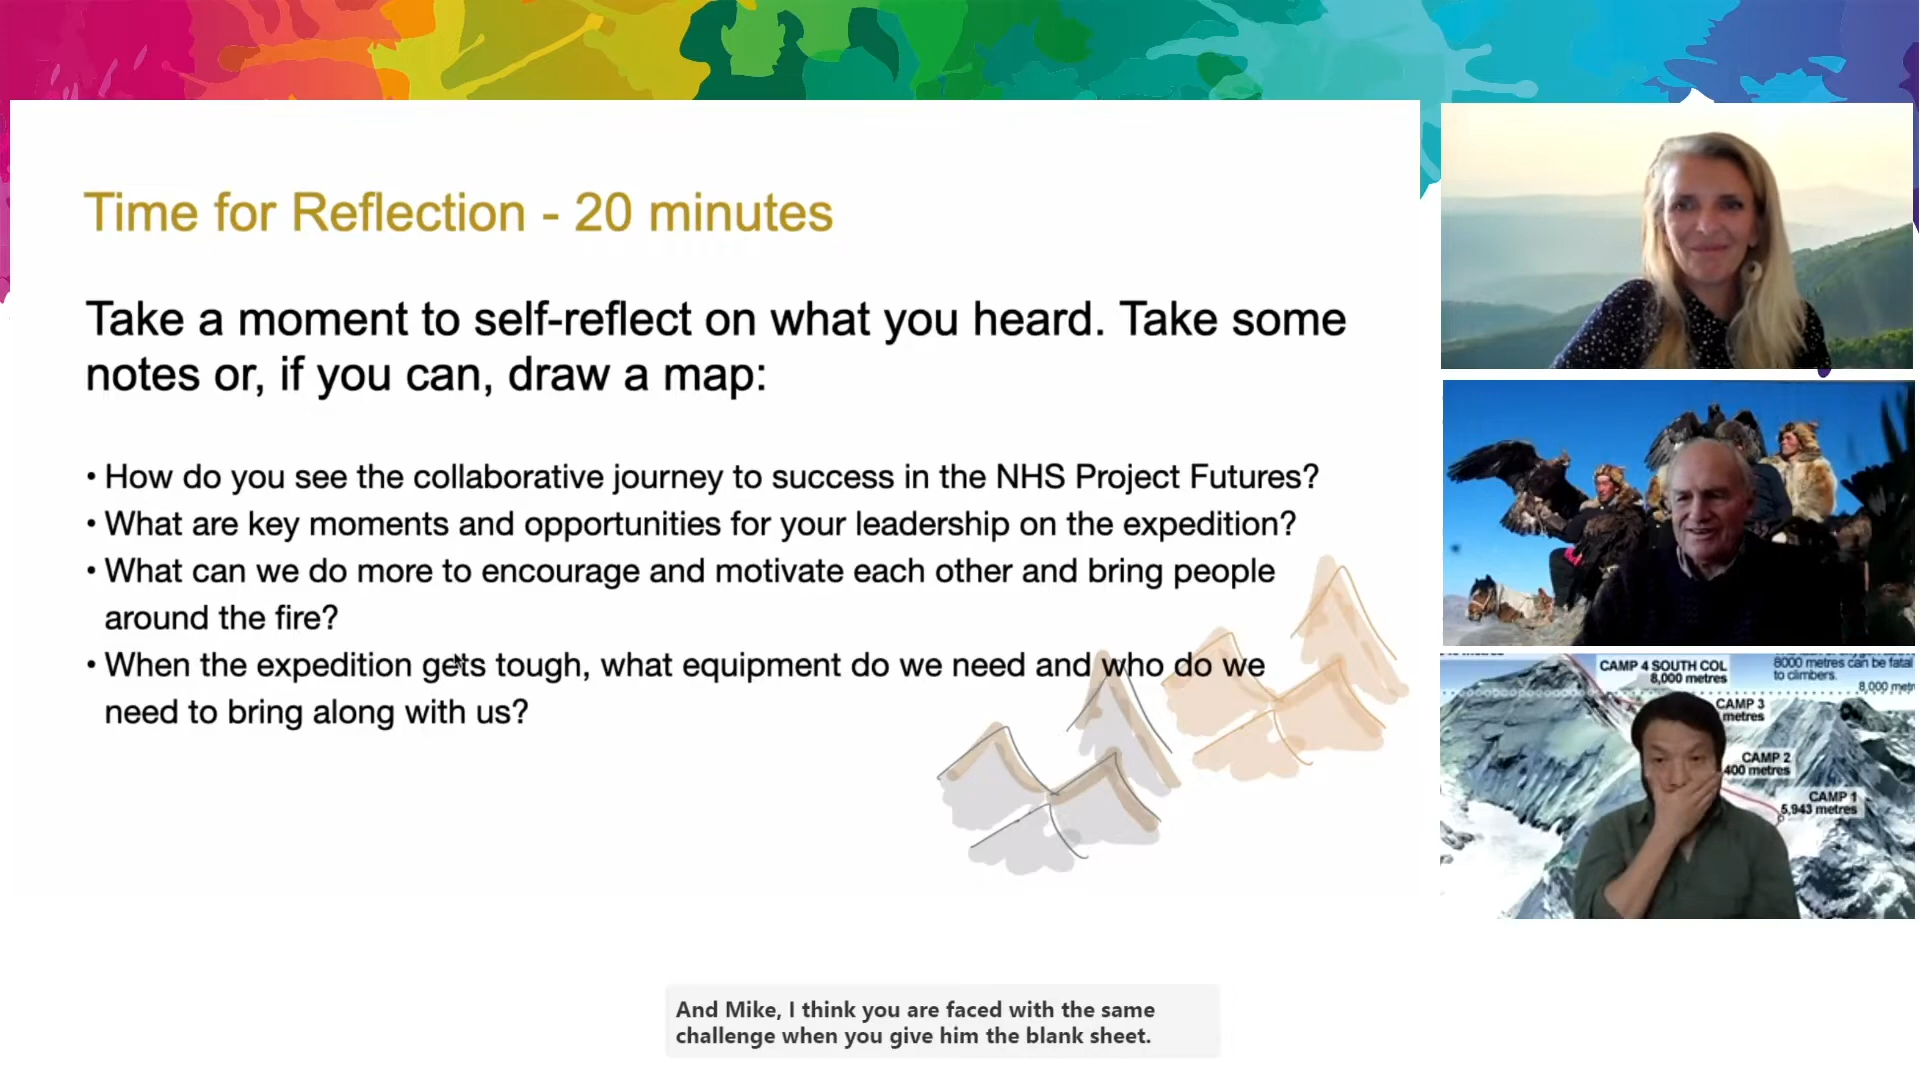 Time for Reflection - 20 minutes
Take a moment to self-reflect on what you heard. Take some
notes or, if you can, draw a map:
• How do you see the collaborative journey to success in the NHS Project Futures?
• What are key moments and opportunities for your leadership on the expedition?
• What can we do more to encourage and motivate each other and bring people
around the fire?
• When the expedition gets tough, what equipment do we need and who do we
need to bring along with us?
CAMP 4 SOUTH COL
8,000 metres
8000 metres can be fatal
to climbers.
8,000 metr
CAMP 3
metres
CAMP 2
400 metres
CAMP 1
5,943 metres
And Mike, I think you are faced with the same
challenge when you give him the blank sheet.